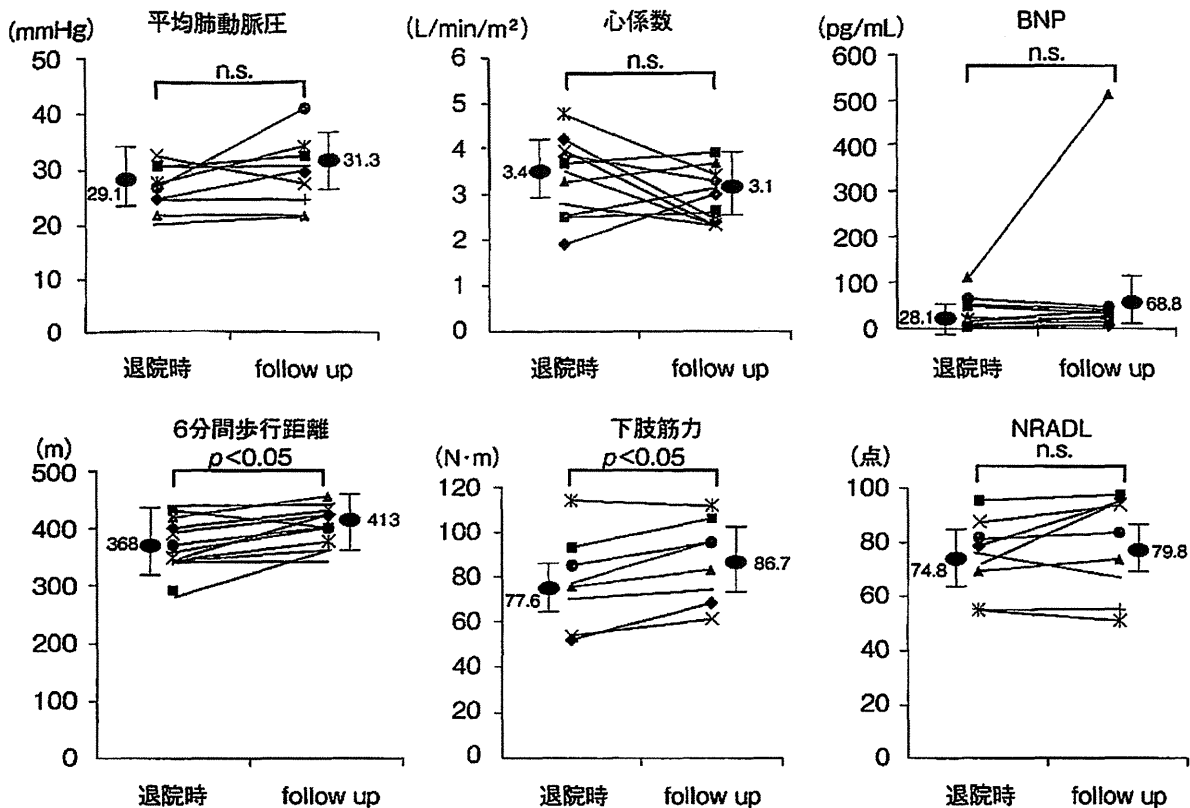 平均肺動脈圧
(mmHg)
n.s.
50
40
30
20
10
0
29.1
31.3
退院時 follow up
心係数
(L/min/m²)
n.s.
6
5
4
3
2
1
0
3.4
3.1
退院時 follow up
BNP
(pg/mL)
n.s.
600
500
400
300
200
100
0
28.1
68.8
退院時 follow up
6分間歩行距離
(m)
p<0.05
500
400
300
200
100
0
368
413
退院時 follow up
下肢筋力
(N·m)
p<0.05
120
100
80
60
40
20
0
77.6
86.7
退院時 follow up
NRADL
(点)
n.s.
100
80
60
40
20
0
74.8
79.8
退院時 follow up